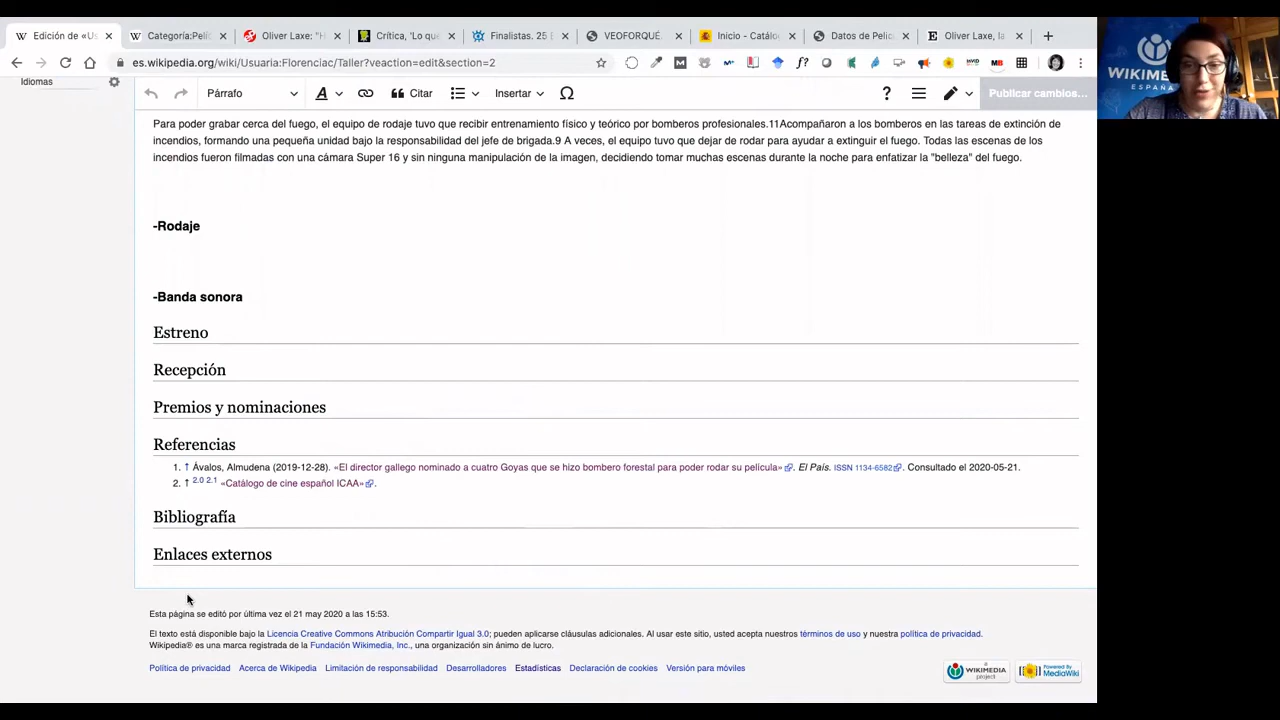 Edición de «Us
Categoría:Pelí
Oliver Laxe: "H
Crítica, 'Lo que
Finalistas. 25 E
VEOFORQUÉ.
Inicio - Catálo
Datos de Pelíc
Oliver Laxe, la
es.wikipedia.org/wiki/Usuaria:Florenciac/Taller?veaction=edit&section=2
Idiomas
Párrafo
A
Citar
Insertar
Ω
?
Publicar cambios...
WIKIMEDIA
ESPAÑA
Para poder grabar cerca del fuego, el equipo de rodaje tuvo que recibir entrenamiento físico y teórico por bomberos profesionales.11Acompañaron a los bomberos en las tareas de extinción de
incendios, formando una pequeña unidad bajo la responsabilidad del jefe de brigada.9 A veces, el equipo tuvo que dejar de rodar para ayudar a extinguir el fuego. Todas las escenas de los
incendios fueron filmadas con una cámara Super 16 y sin ninguna manipulación de la imagen, decidiendo tomar muchas escenas durante la noche para enfatizar la "belleza" del fuego.
-Rodaje
-Banda sonora
Estreno
Recepción
Premios y nominaciones
Referencias
1. ↑ Ávalos, Almudena (2019-12-28). «El director gallego nominado a cuatro Goyas que se hizo bombero forestal para poder rodar su película». El País. ISSN 1134-6582. Consultado el 2020-05-21.
2. ↑ 2.0 2.1 «Catálogo de cine español ICAA».
Bibliografía
Enlaces externos
Esta página se editó por última vez el 21 may 2020 a las 15:53.
El texto está disponible bajo la Licencia Creative Commons Atribución Compartir Igual 3.0; pueden aplicarse cláusulas adicionales. Al usar este sitio, usted acepta nuestros términos de uso y nuestra política de privacidad.
Wikipedia® es una marca registrada de la Fundación Wikimedia, Inc., una organización sin ánimo de lucro.
Política de privacidad
Acerca de Wikipedia
Limitación de responsabilidad
Desarrolladores
Estadísticas
Declaración de cookies
Versión para móviles
a
WIKIMEDIA
project
Powered By
MediaWiki